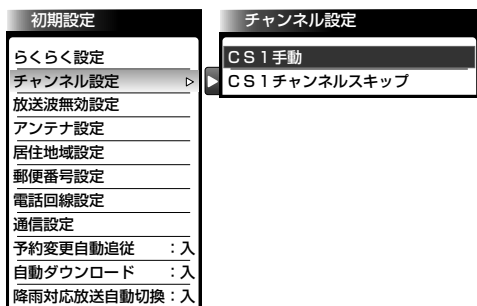 初期設定
らくらく設定
チャンネル設定
放送波無効設定
アンテナ設定
居住地域設定
郵便番号設定
電話回線設定
通信設定
予約変更自動追従 ：入
自動ダウンロード ：入
降雨対応放送自動切換：入
チャンネル設定
ＣＳ１手動
ＣＳ１チャンネルスキップ